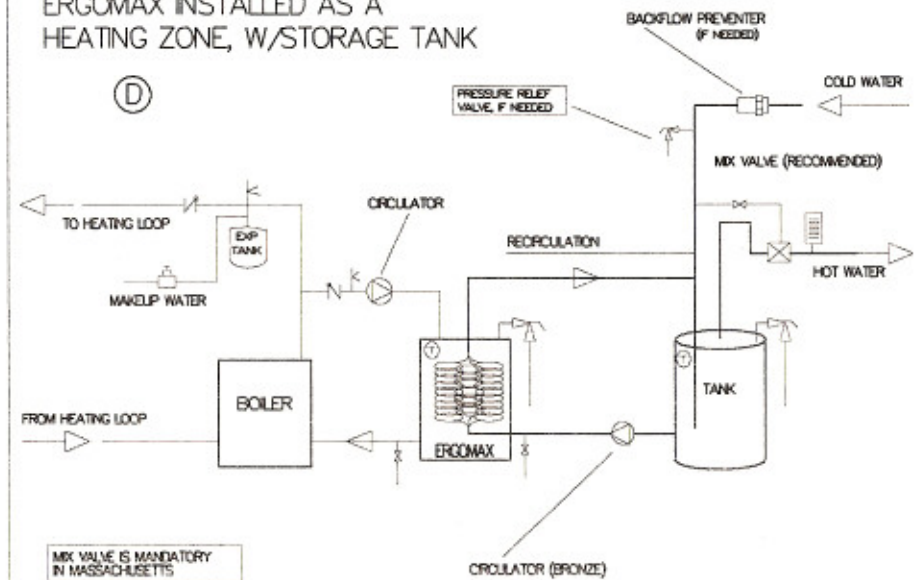 ERGOMAX INSTALLED AS A
HEATING ZONE, W/STORAGE TANK
D
BACKFLOW PREVENTER
(IF NEEDED)
COLD WATER
PRESSURE RELIEF
VALVE, IF NEEDED
MIX VALVE (RECOMMENDED)
TO HEATING LOOP
EXP
TANK
CIRCULATOR
RECIRCULATION
HOT WATER
MAKEUP WATER
T
T
TANK
BOILER
FROM HEATING LOOP
ERGOMAX
MIX VALVE IS MANDATORY
IN MASSACHUSETTS
CIRCULATOR (BRONZE)